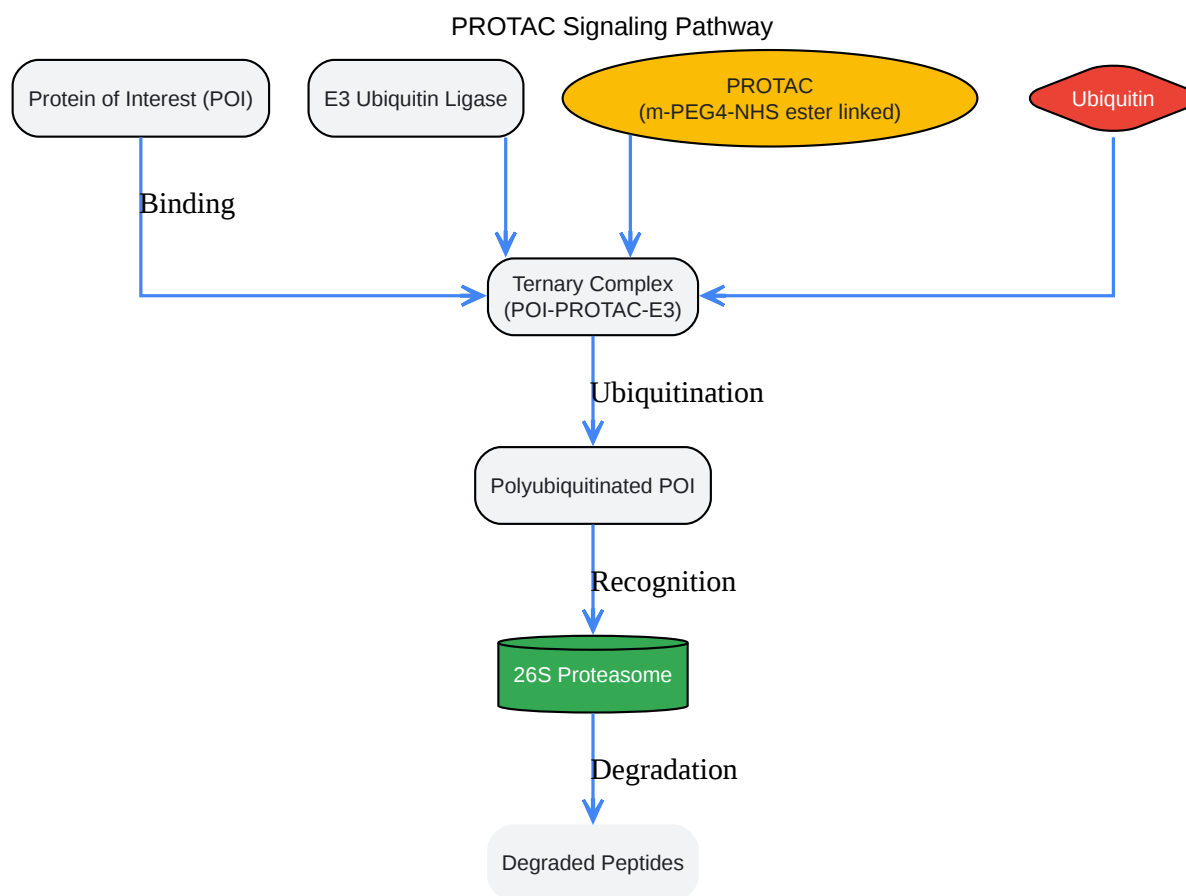 PROTAC Signaling Pathway
Protein of Interest (POI)
E3 Ubiquitin Ligase
PROTAC
(m-PEG4-NHS ester linked)
Ubiquitin
Binding
Ternary Complex
(POI-PROTAC-E3)
Ubiquitination
Polyubiquitinated POI
Recognition
26S Proteasome
Degradation
Degraded Peptides